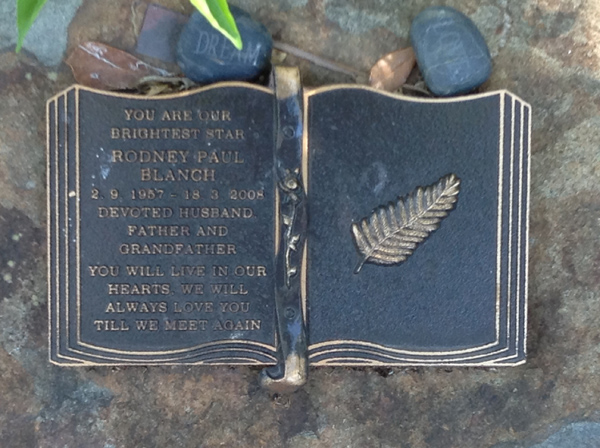 DREAM
YOU ARE OUR
BRIGHTEST STAR
RODNEY PAUL
BLANCH
2. 9. 1957 - 18. 3. 2008
DEVOTED HUSBAND,
FATHER AND
GRANDFATHER
YOU WILL LIVE IN OUR
HEARTS. WE WILL
ALWAYS LOVE YOU
TILL WE MEET AGAIN